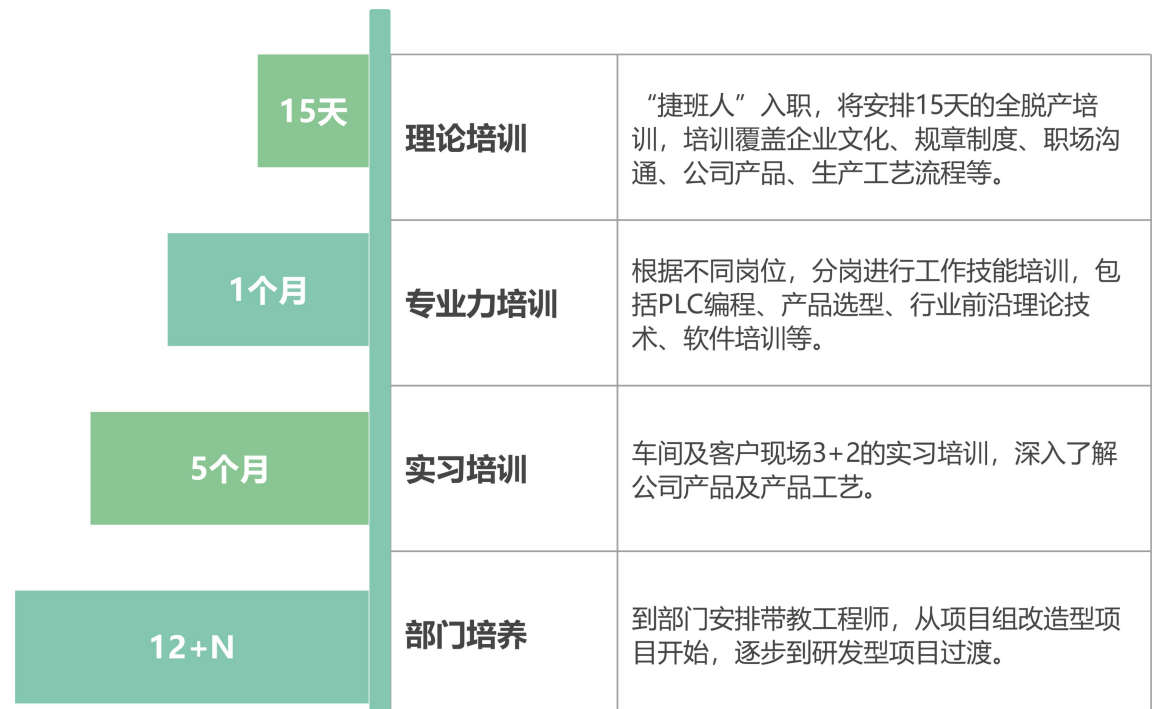 15天
理论培训
“捷班人”入职，将安排15天的全脱产培
训，培训覆盖企业文化、规章制度、职场沟
通、公司产品、生产工艺流程等。
1个月
专业力培训
根据不同岗位，分岗进行工作技能培训，包
括PLC编程、产品选型、行业前沿理论技
术、软件培训等。
5个月
实习培训
车间及客户现场3+2的实习培训，深入了解
公司产品及产品工艺。
12+N
部门培养
到部门安排带教工程师，从项目组改造型项
目开始，逐步到研发型项目过渡。